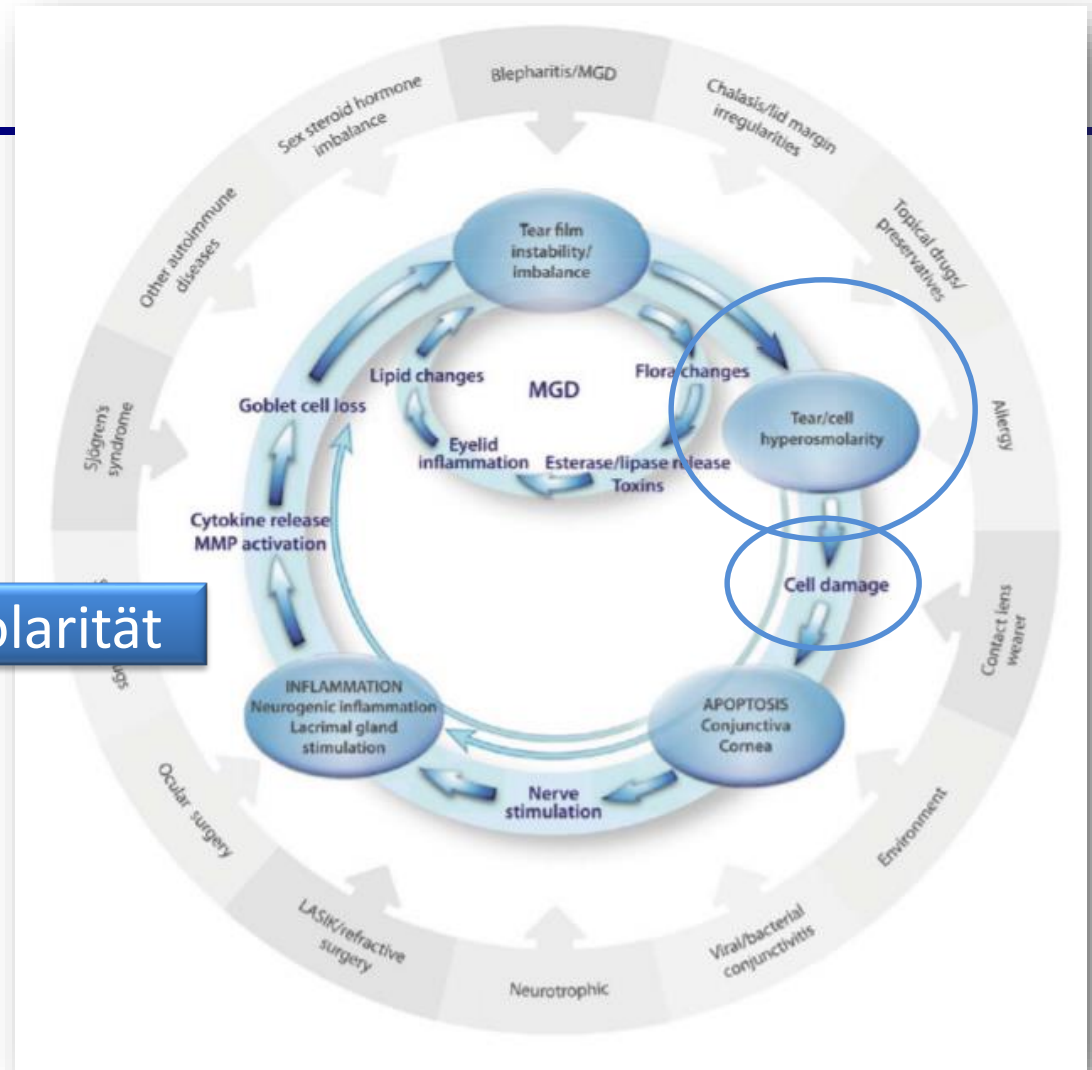 Blepharitis/MGD
Chalasis/lid margin
irregularities
Topical drugs/
preservatives
Allergy
Contact lens
wearer
Environment
Viral/bacterial
conjunctivitis
Neurotrophic
LASIK/refractive
surgery
Ocular surgery
Sjögren's
syndrome
Other autoimmune
diseases
Sex steroid hormone
imbalance
Tear film
instability/
imbalance
Tear/cell
hyperosmolarity
Cell damage
APOPTOSIS
Conjunctiva
Cornea
Nerve
stimulation
INFLAMMATION
Neurogenic inflammation
Lacrimal gland
stimulation
Cytokine release
MMP activation
Goblet cell loss
MGD
Flora changes
Esterase/lipase release
Toxins
Eyelid
inflammation
Lipid changes